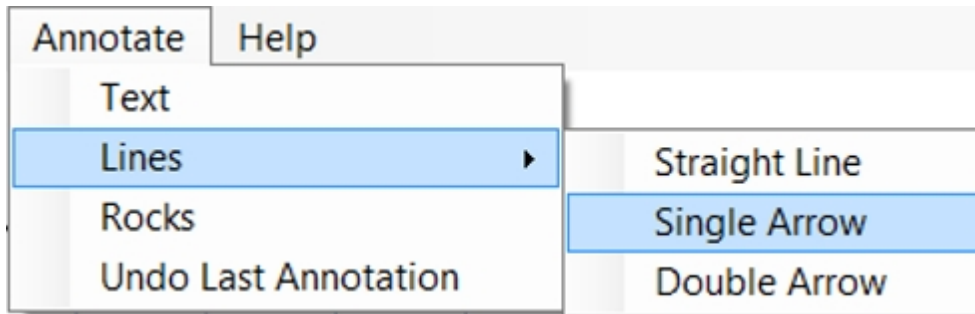 Annotate Help
Text
Lines
Rocks
Undo Last Annotation
Straight Line
Single Arrow
Double Arrow